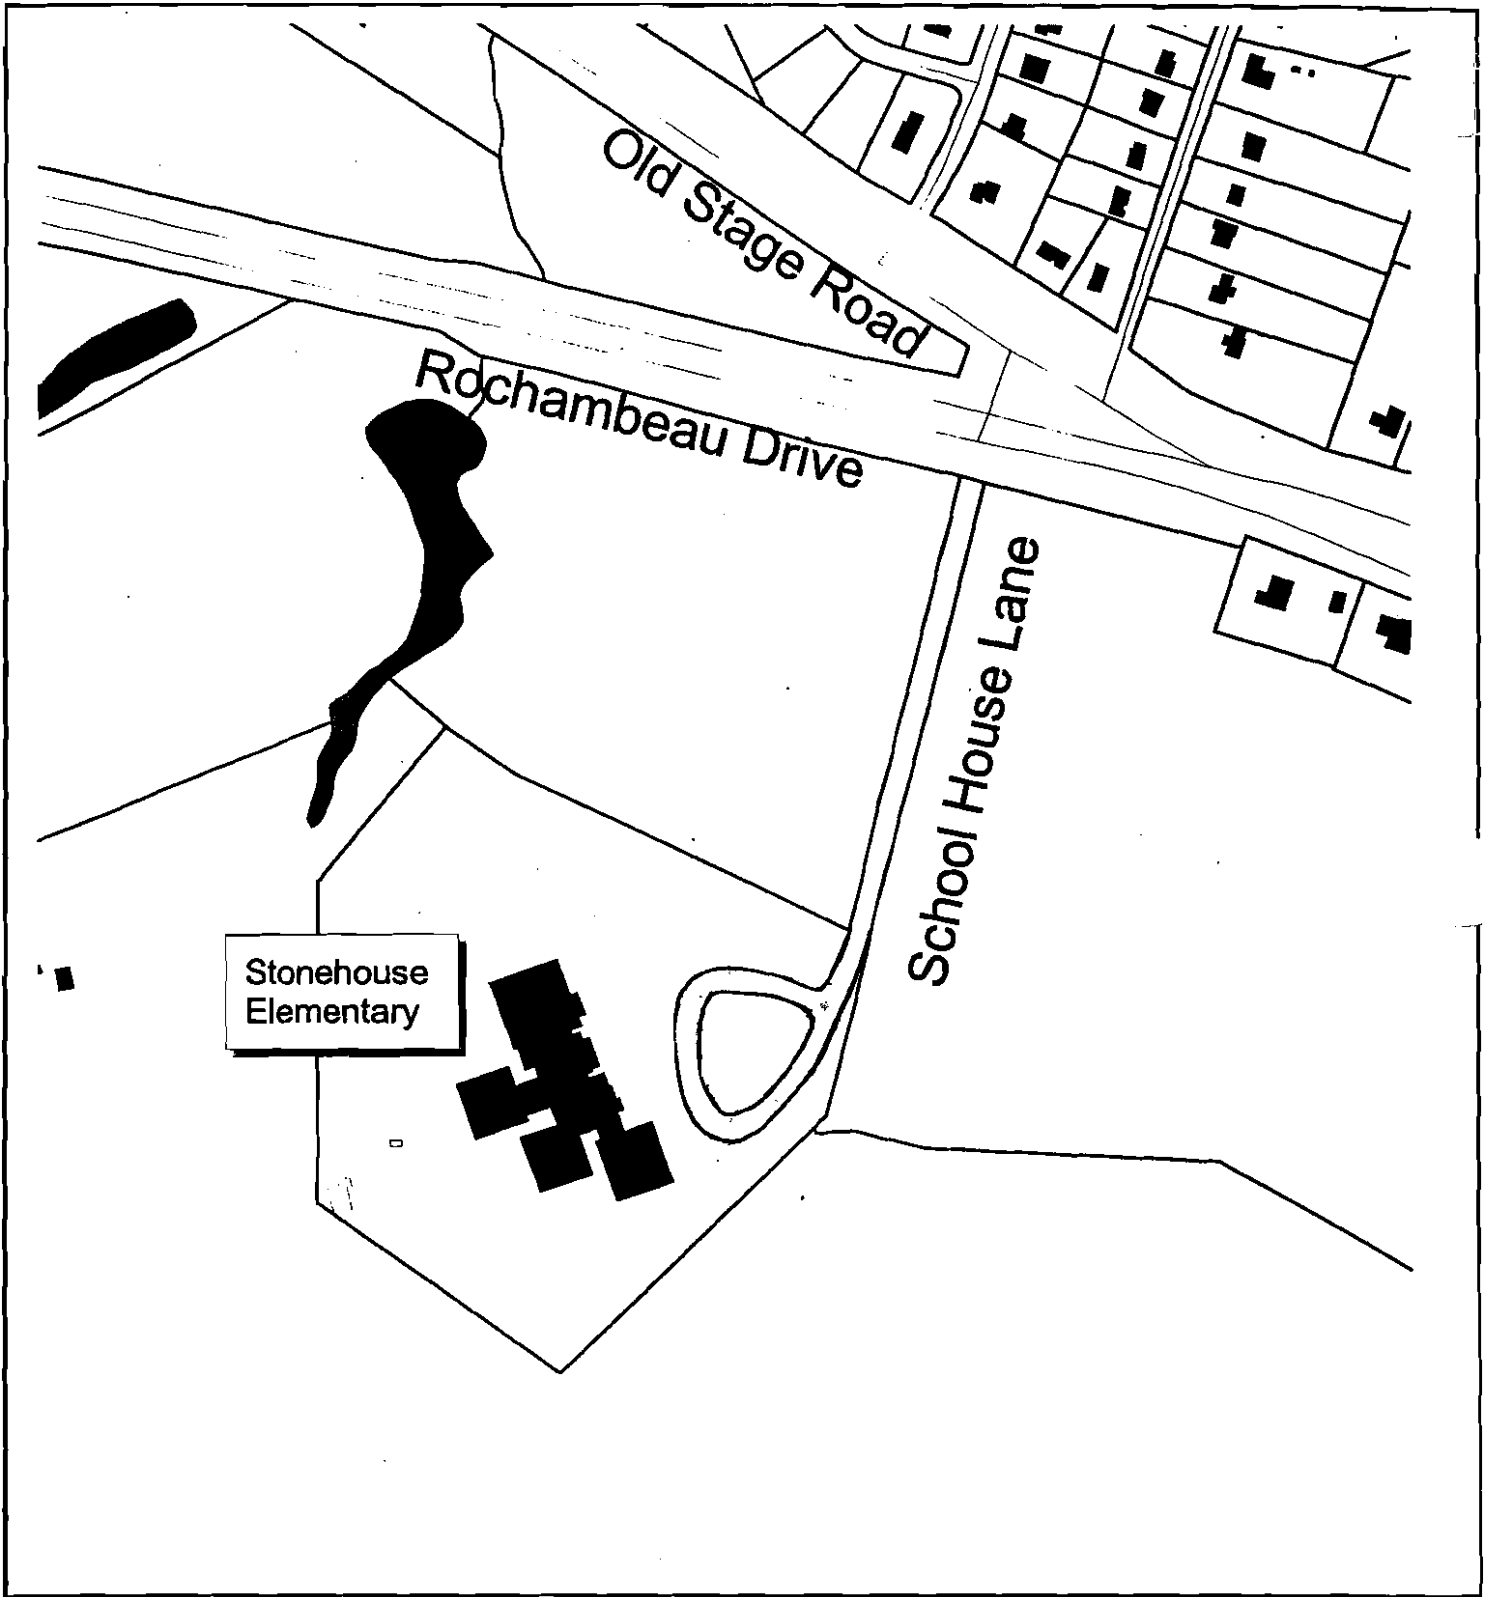 Old Stage Road
Rochambeau Drive
School House Lane
Stonehouse
Elementary